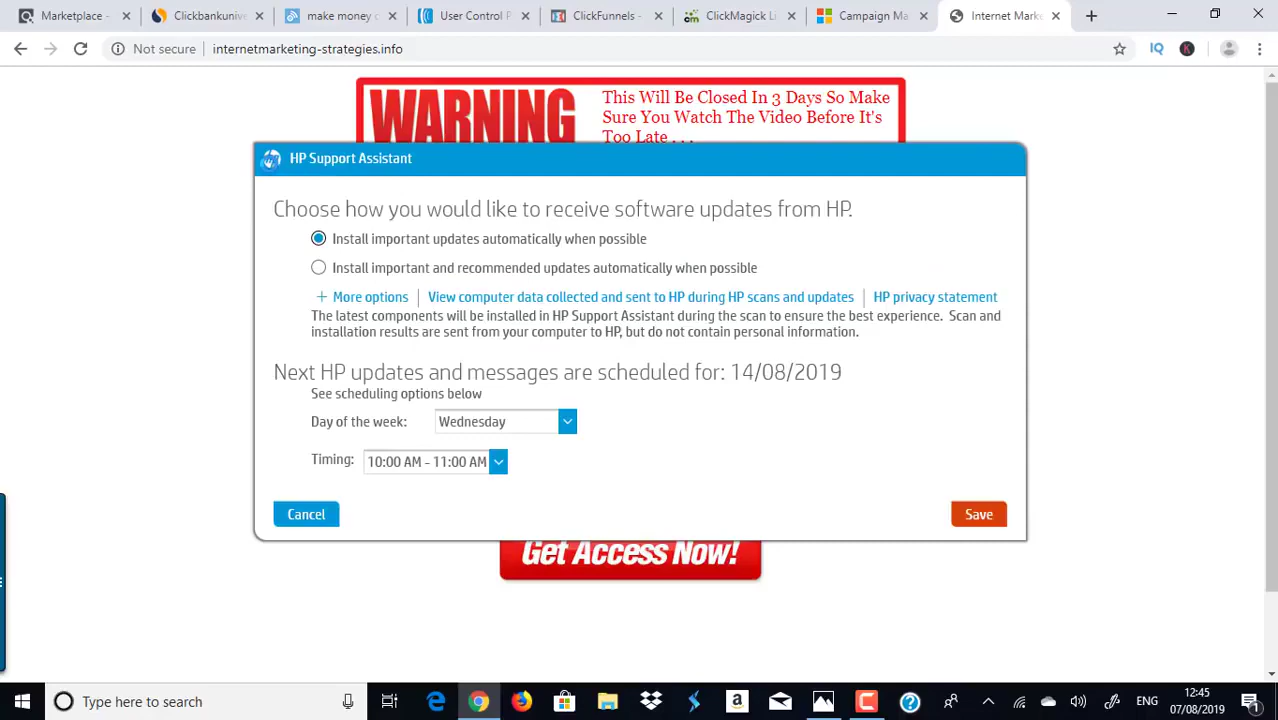 Marketplace -
Clickbankunive
make money c
User Control P
ClickFunnels -
ClickMagick Li
Campaign Ma
Internet Mark
Not secure
internetmarketing-strategies.info
IQ
K
WARNING
This Will Be Closed In 3 Days So Make
Sure You Watch The Video Before It's
Too Late . . .
HP Support Assistant
Choose how you would like to receive software updates from HP.
Install important updates automatically when possible
Install important and recommended updates automatically when possible
+ More options
View computer data collected and sent to HP during HP scans and updates
HP privacy statement
The latest components will be installed in HP Support Assistant during the scan to ensure the best experience. Scan and
installation results are sent from your computer to HP, but do not contain personal information.
Next HP updates and messages are scheduled for: 14/08/2019
See scheduling options below
Day of the week: Wednesday
Timing: 10:00 AM - 11:00 AM
Cancel
Save
Get Access Now!
Type here to search
ENG
12:45
07/08/2019
1